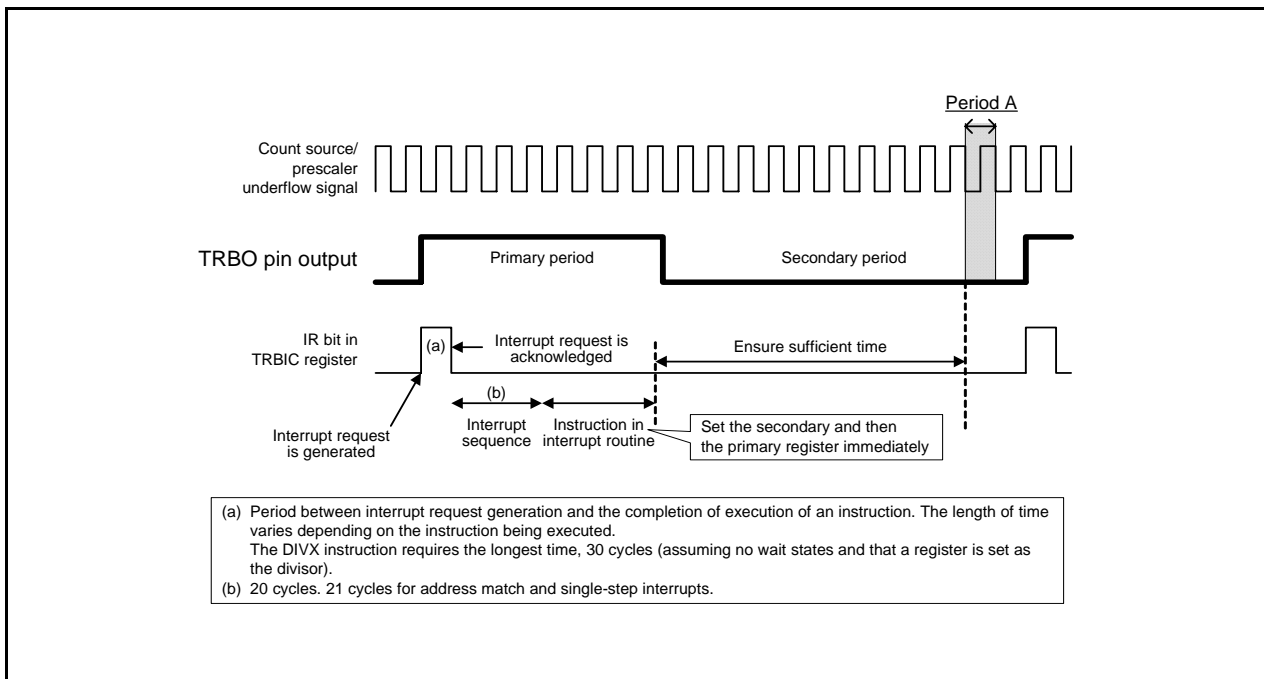 Period A
Count source/
prescaler
underflow signal
TRBO pin output
Primary period
Secondary period
IR bit in
TRBIC register
(a)
Interrupt request is
acknowledged
Ensure sufficient time
(b)
Interrupt request
is generated
Interrupt
sequence
Instruction in
interrupt routine
Set the secondary and then
the primary register immediately
(a) Period between interrupt request generation and the completion of execution of an instruction. The length of time
varies depending on the instruction being executed.
The DIVX instruction requires the longest time, 30 cycles (assuming no wait states and that a register is set as
the divisor).
(b) 20 cycles. 21 cycles for address match and single-step interrupts.